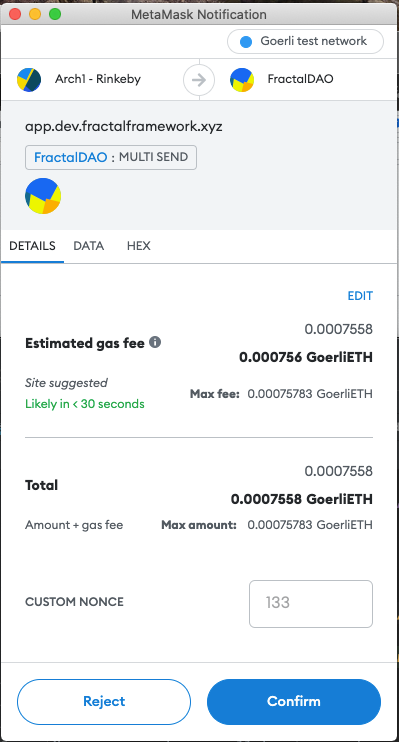 MetaMask Notification
Goerli test network
Arch1 - Rinkeby FractalDAO
app.dev.fractalframework.xyz
FractalDAO : MULTI SEND
DETAILS DATA HEX
EDIT
0.0007558
Estimated gas fee
0.000756 GoerliETH
Site suggested
Max fee: 0.00075783 GoerliETH
Likely in < 30 seconds
0.0007558
Total
0.0007558 GoerliETH
Amount + gas fee Max amount: 0.00075783 GoerliETH
CUSTOM NONCE 133
Reject Confirm